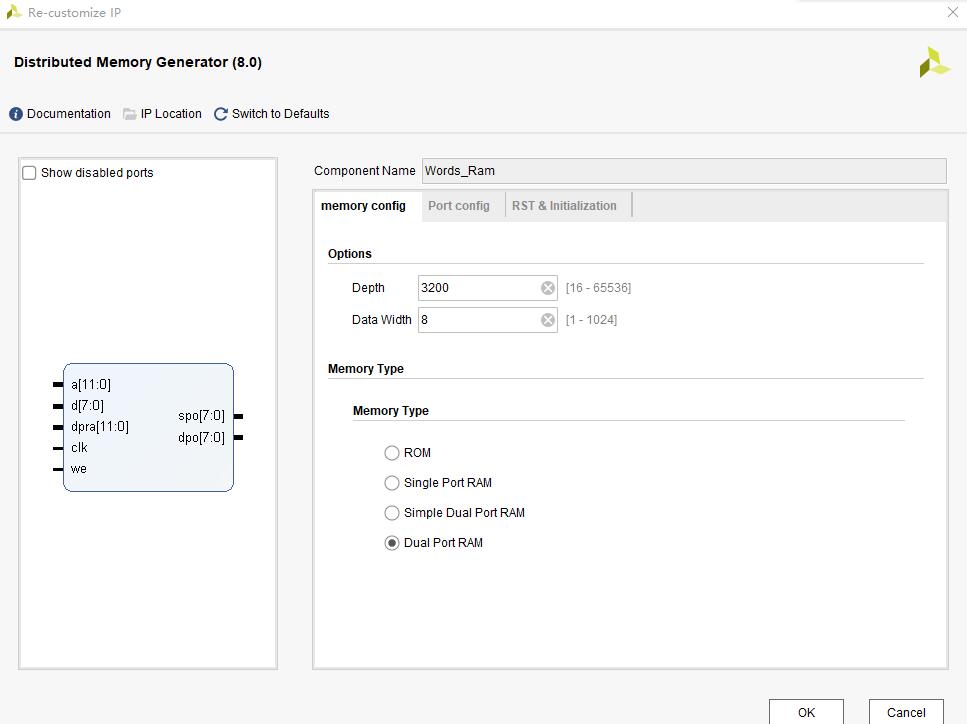 Re-customize IP
Distributed Memory Generator (8.0)
Documentation IP Location Switch to Defaults
Show disabled ports
a[11:0]
d[7:0]
dpra[11:0]
clk
we
spo[7:0]
dpo[7:0]
Component Name Words_Ram
memory config Port config RST & Initialization
Options
Depth 3200 [16 - 65536]
Data Width 8 [1 - 1024]
Memory Type
Memory Type
ROM
Single Port RAM
Simple Dual Port RAM
Dual Port RAM
OK Cancel